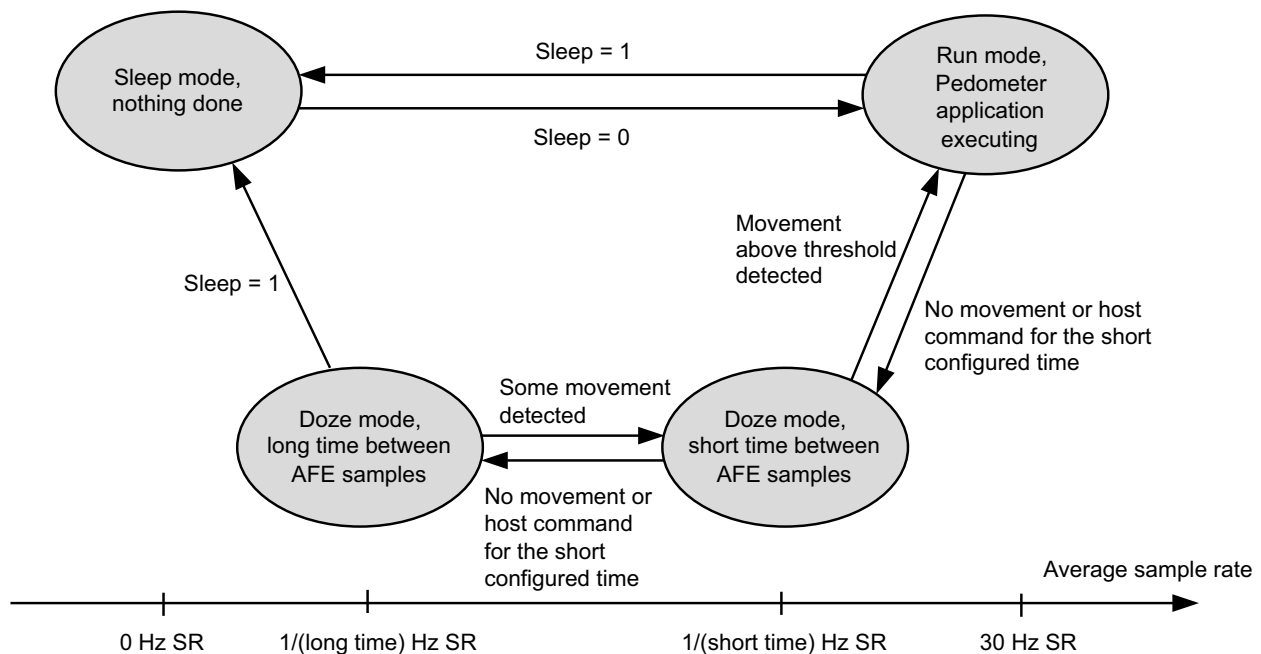 Sleep mode,
nothing done
Sleep = 1
Sleep = 0
Run mode,
Pedometer
application
executing
Movement
above threshold
detected
Sleep = 1
No movement or host
command for the short
configured time
Doze mode,
long time between
AFE samples
Some movement
detected
Doze mode,
short time between
AFE samples
No movement or
host command
for the short
configured time
Average sample rate
0 Hz SR
1/(long time) Hz SR
1/(short time) Hz SR
30 Hz SR